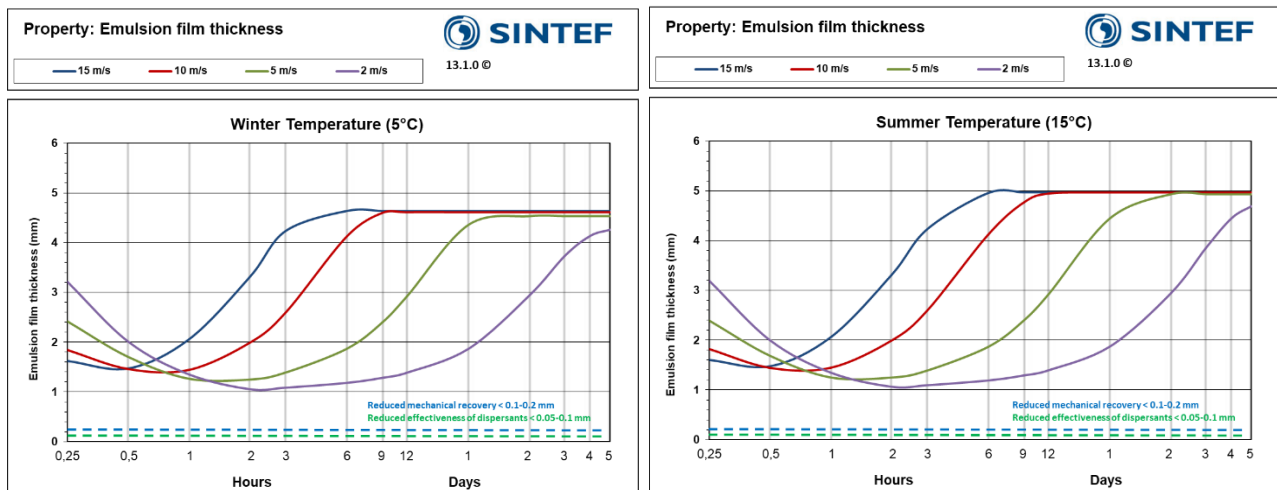 Property: Emulsion film thickness
SINTEF
13.1.0 ©
15 m/s 10 m/s 5 m/s 2 m/s
Winter Temperature (5°C)
Emulsion film thickness (mm)
6
5
4
3
2
1
0
Reduced mechanical recovery < 0.1-0.2 mm
Reduced effectiveness of dispersants < 0.05-0.1 mm
0,25 0,5 1 2 3 6 9 12 1 2 3 4 5
Hours Days
Property: Emulsion film thickness
SINTEF
13.1.0 ©
15 m/s 10 m/s 5 m/s 2 m/s
Summer Temperature (15°C)
Emulsion film thickness (mm)
6
5
4
3
2
1
0
Reduced mechanical recovery < 0.1-0.2 mm
Reduced effectiveness of dispersants < 0.05-0.1 mm
0,25 0,5 1 2 3 6 9 12 1 2 3 4 5
Hours Days